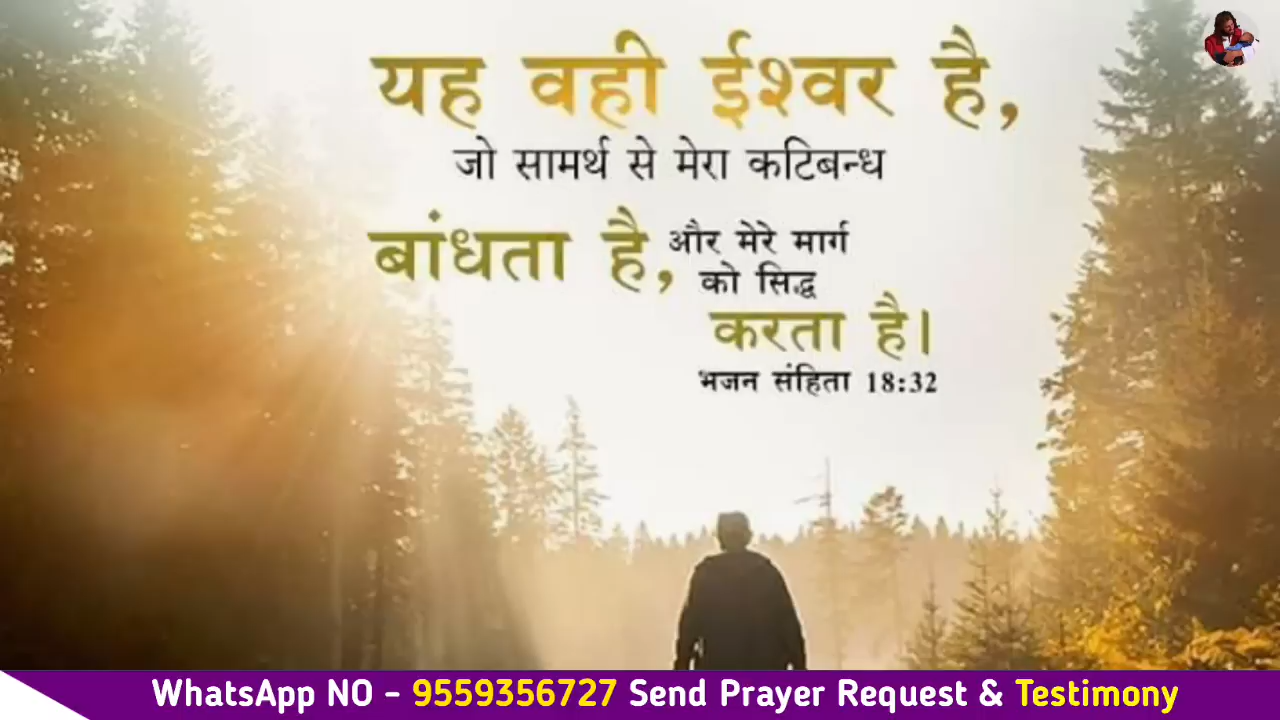 यह वही ईश्वर है,
जो सामर्थ से मेरा कटिबन्ध
बांधता है, और मेरे मार्ग
को सिद्ध
करता है।
भजन संहिता 18:32
WhatsApp NO - 9559356727 Send Prayer Request & Testimony